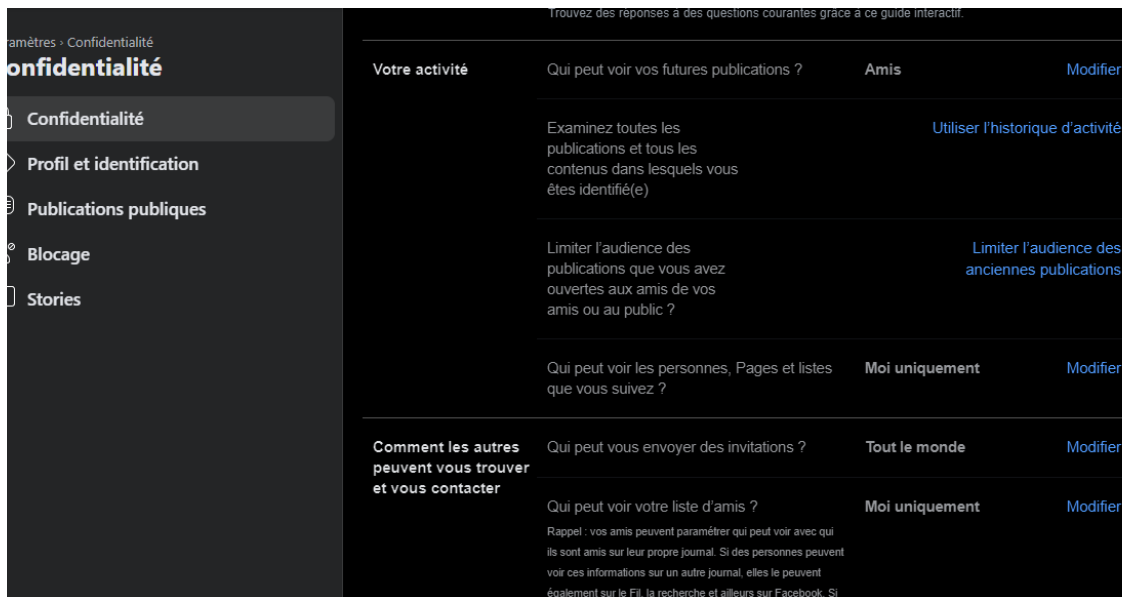 Trouvez des réponses à des questions courantes grâce à ce guide interactif.
ramètres › Confidentialité
onfidentialité
Confidentialité
Profil et identification
Publications publiques
Blocage
Stories
Votre activité
Qui peut voir vos futures publications ?
Amis
Modifier
Examinez toutes les
publications et tous les
contenus dans lesquels vous
êtes identifié(e)
Utiliser l’historique d’activité
Limiter l’audience des
publications que vous avez
ouvertes aux amis de vos
amis ou au public ?
Limiter l’audience des
anciennes publications
Qui peut voir les personnes, Pages et listes
que vous suivez ?
Moi uniquement
Modifier
Comment les autres
peuvent vous trouver
et vous contacter
Qui peut vous envoyer des invitations ?
Tout le monde
Modifier
Qui peut voir votre liste d’amis ?
Moi uniquement
Modifier
Rappel : vos amis peuvent paramétrer qui peut voir avec qui
ils sont amis sur leur propre journal. Si des personnes peuvent
voir ces informations sur un autre journal, elles le peuvent
également sur le Fil, la recherche et ailleurs sur Facebook. Si